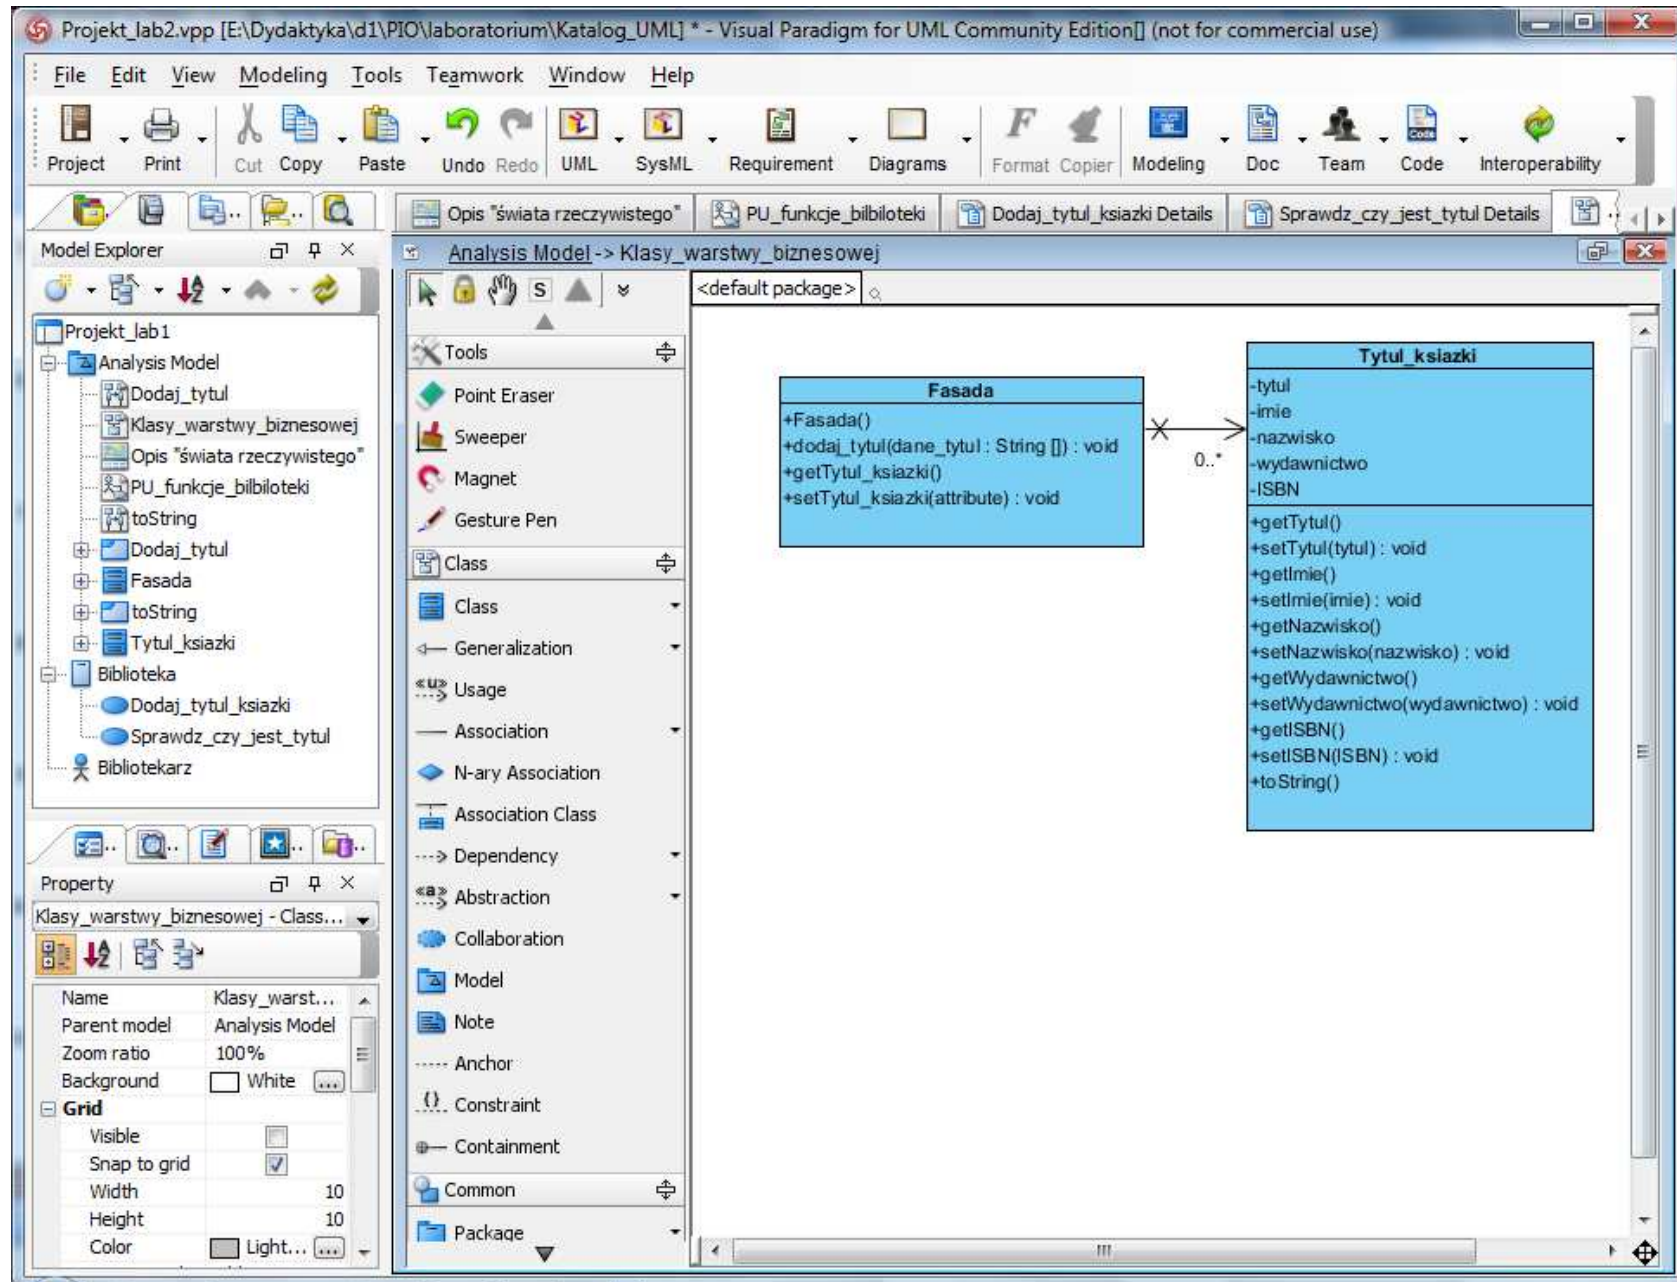 Projekt_lab2.vpp [E:\Dydaktyka\d1\PIO\laboratorium\Katalog_UML] * - Visual Paradigm for UML Community Edition[] (not for commercial use)
File Edit View Modeling Tools Teamwork Window Help
Project Print Cut Copy Paste Undo Redo UML SysML Requirement Diagrams Format Copier Modeling Doc Team Code Interoperability
Opis "świata rzeczywistego" PU_funkcje_bilbiloteki Dodaj_tytul_ksiazki Details Sprawdz_czy_jest_tytul Details
Model Explorer
Projekt_lab1
Analysis Model
Dodaj_tytul
Klasy_warstwy_biznesowej
Opis "świata rzeczywistego"
PU_funkcje_bilbiloteki
toString
Dodaj_tytul
Fasada
toString
Tytul_ksiazki
Biblioteka
Dodaj_tytul_ksiazki
Sprawdz_czy_jest_tytul
Bibliotekarz
Property
Klasy_warstwy_biznesowej - Class...
Name Klasy_warst...
Parent model Analysis Model
Zoom ratio 100%
Background White ...
Grid
Visible
Snap to grid
Width 10
Height 10
Color Light... ...
Analysis Model -> Klasy_warstwy_biznesowej
S
<default package>
Tools
Point Eraser
Sweeper
Magnet
Gesture Pen
Class
Class
Generalization
«u» Usage
Association
N-ary Association
Association Class
Dependency
«a» Abstraction
Collaboration
Model
Note
Anchor
{} Constraint
Containment
Common
Package
Fasada
+Fasada()
+dodaj_tytul(dane_tytul : String []) : void
+getTytul_ksiazki()
+setTytul_ksiazki(attribute) : void
0..*
Tytul_ksiazki
-tytul
-imie
-nazwisko
-wydawnictwo
-ISBN
+getTytul()
+setTytul(tytul) : void
+getImie()
+setImie(imie) : void
+getNazwisko()
+setNazwisko(nazwisko) : void
+getWydawnictwo()
+setWydawnictwo(wydawnictwo) : void
+getISBN()
+setISBN(ISBN) : void
+toString()